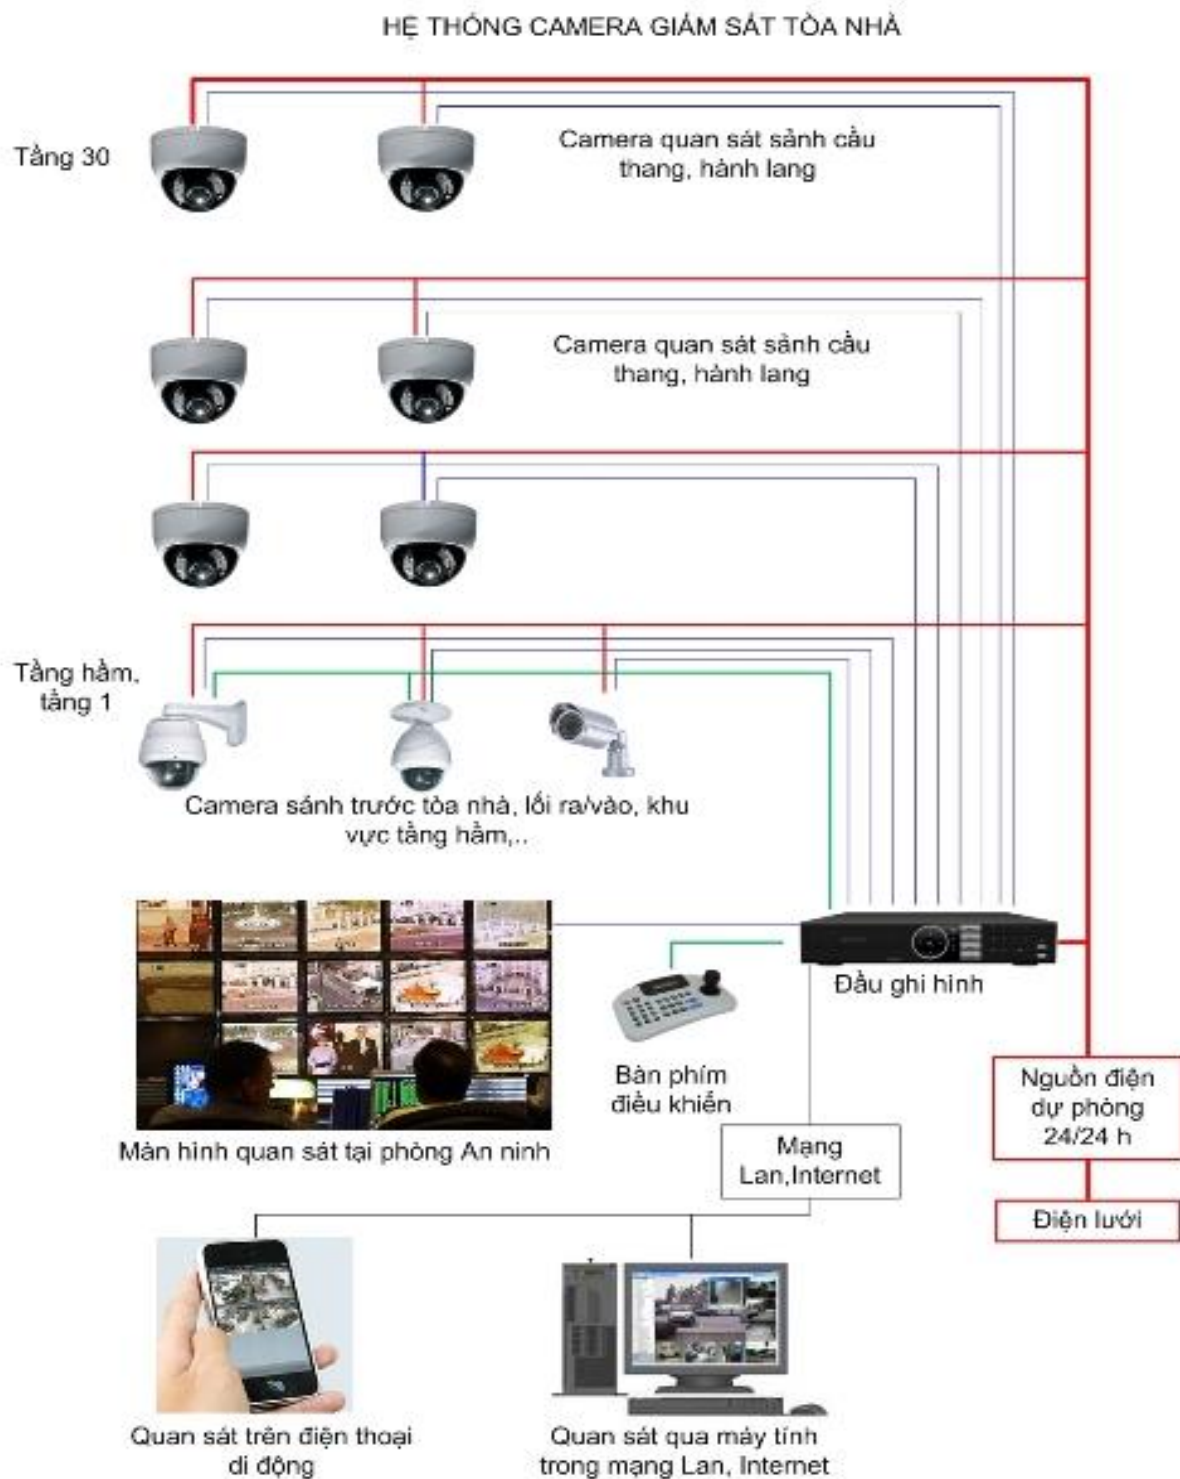 HỆ THỐNG CAMERA GIÁM SÁT TÒA NHÀ
Tầng 30
Camera quan sát sảnh cầu
thang, hành lang
Camera quan sát sảnh cầu
thang, hành lang
Tầng hầm,
tầng 1
Camera sảnh trước tòa nhà, lối ra/vào, khu
vực tầng hầm,..
Đầu ghi hình
Bàn phím
điều khiển
Nguồn điện
dự phòng
24/24 h
Màn hình quan sát tại phòng An ninh
Mạng
Lan,Internet
Điện lưới
Quan sát trên điện thoại
di động
Quan sát qua máy tính
trong mạng Lan, Internet